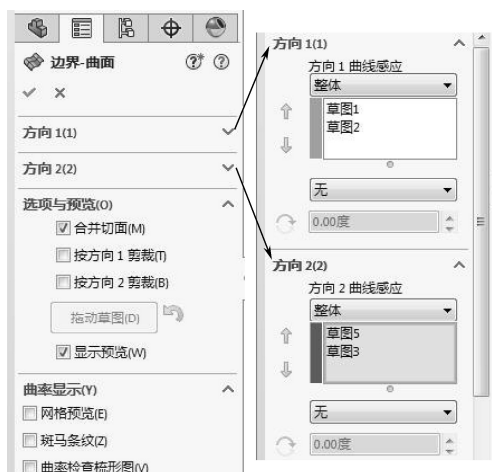 边界-曲面
方向 1(1)
方向 2(2)
选项与预览(O)
合并切面(M)
按方向 1 剪裁(T)
按方向 2 剪裁(B)
拖动草图(D)
显示预览(W)
曲率显示(Y)
网格预览(E)
斑马条纹(Z)
曲率检查梳形图(V)
方向 1(1)
方向 1 曲线感应
整体
草图1
草图2
无
0.00度
方向 2(2)
方向 2 曲线感应
整体
草图5
草图3
无
0.00度